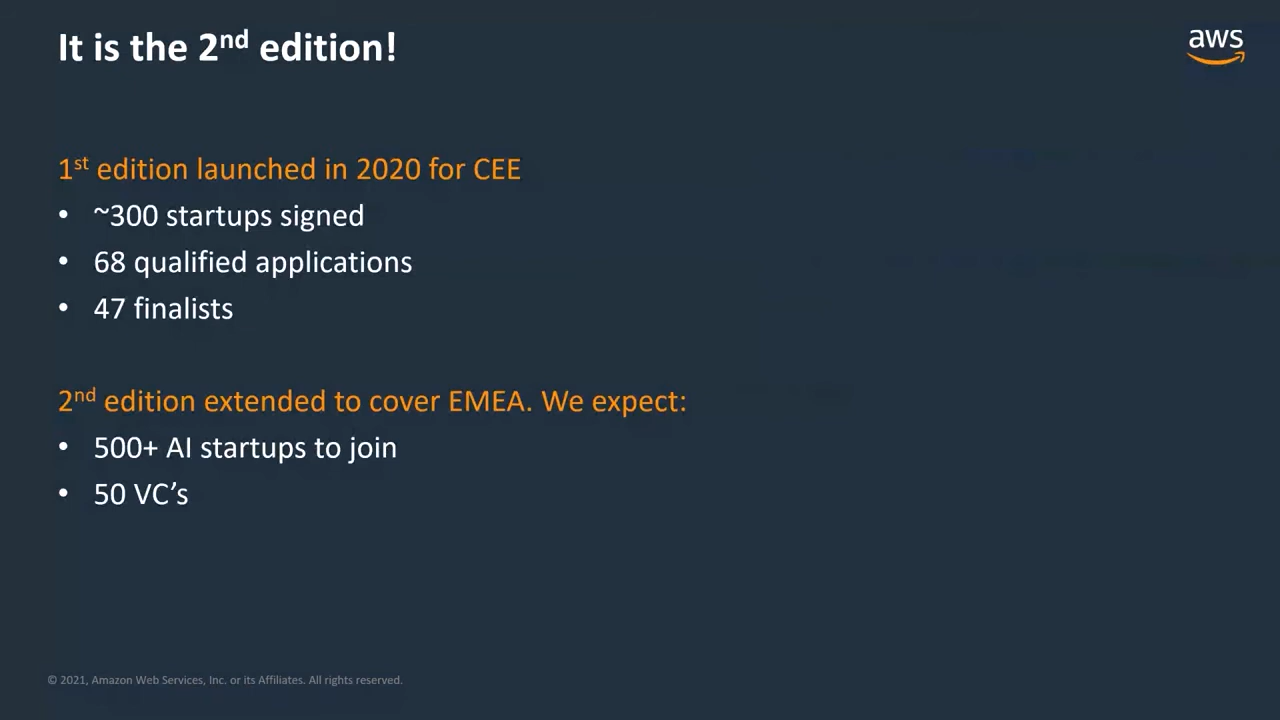 It is the 2nd edition!
aws
1st edition launched in 2020 for CEE
• ~300 startups signed
• 68 qualified applications
• 47 finalists
2nd edition extended to cover EMEA. We expect:
• 500+ AI startups to join
• 50 VC’s
© 2021, Amazon Web Services, Inc. or its Affiliates. All rights reserved.